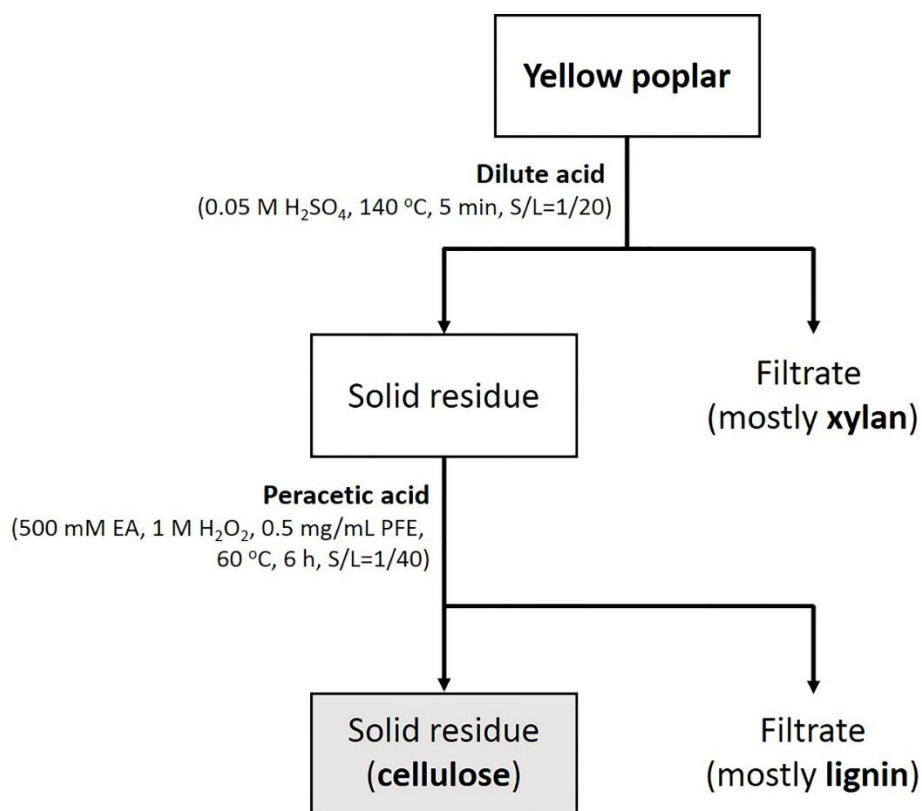 Yellow poplar
Dilute acid
(0.05 M H₂SO₄, 140 °C, 5 min, S/L=1/20)
Solid residue
Filtrate
(mostly xylan)
Peracetic acid
(500 mM EA, 1 M H₂O₂, 0.5 mg/mL PFE,
60 °C, 6 h, S/L=1/40)
Solid residue
(cellulose)
Filtrate
(mostly lignin)